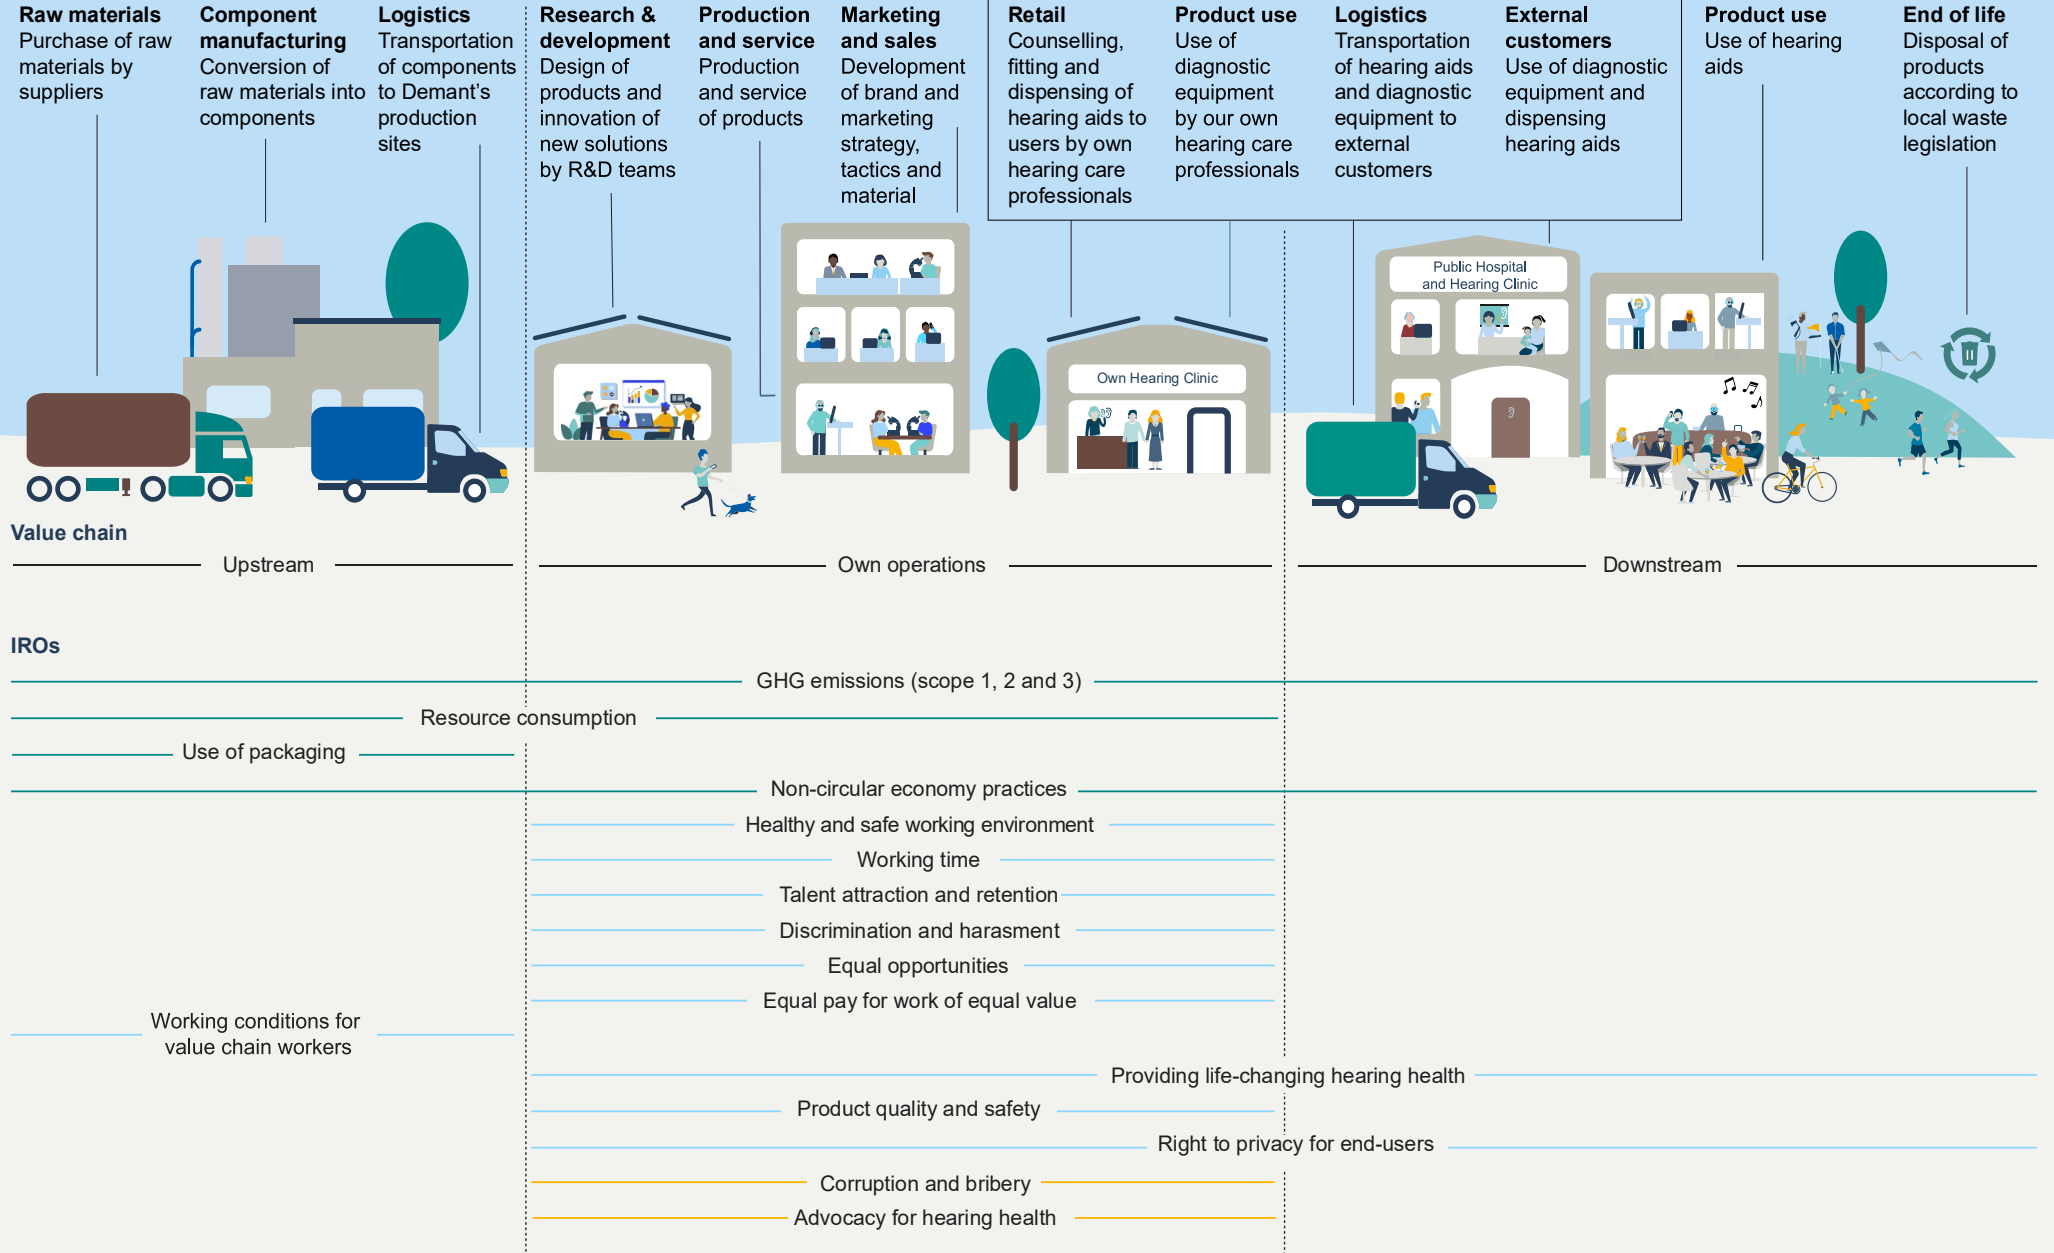 Raw materials
Purchase of raw
materials by
suppliers
Component
manufacturing
Conversion of
raw materials into
components
Logistics
Transportation
of components
to Demant’s
production
sites
Research &
development
Design of
products and
innovation of
new solutions
by R&D teams
Production
and service
Production
and service
of products
Marketing
and sales
Development
of brand and
marketing
strategy,
tactics and
material
Retail
Counselling,
fitting and
dispensing of
hearing aids to
users by own
hearing care
professionals
Product use
Use of
diagnostic
equipment
by our own
hearing care
professionals
Logistics
Transportation
of hearing aids
and diagnostic
equipment to
external
customers
External
customers
Use of diagnostic
equipment and
dispensing
hearing aids
Product use
Use of hearing
aids
End of life
Disposal of
products
according to
local waste
legislation
Public Hospital
and Hearing Clinic
Own Hearing Clinic
Value chain
Upstream
Own operations
Downstream
IROs
GHG emissions (scope 1, 2 and 3)
Resource consumption
Use of packaging
Non-circular economy practices
Healthy and safe working environment
Working time
Talent attraction and retention
Discrimination and harasment
Equal opportunities
Equal pay for work of equal value
Working conditions for
value chain workers
Providing life-changing hearing health
Product quality and safety
Right to privacy for end-users
Corruption and bribery
Advocacy for hearing health